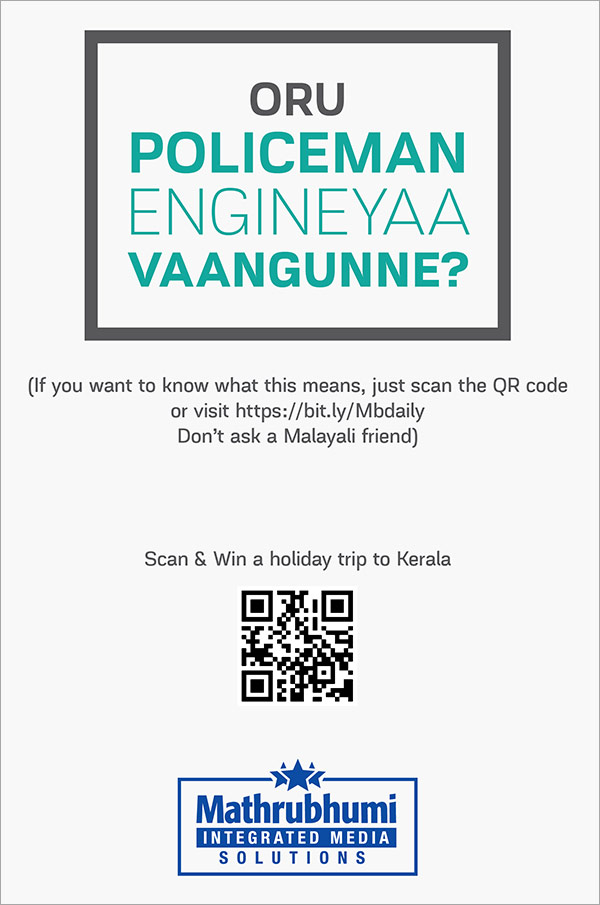 ORU
POLICEMAN
ENGINEYAA
VAANGUNNE?
(If you want to know what this means, just scan the QR code
or visit https://bit.ly/Mbdaily
Don’t ask a Malayali friend)
Scan & Win a holiday trip to Kerala
Mathrubhumi
INTEGRATED MEDIA
SOLUTIONS